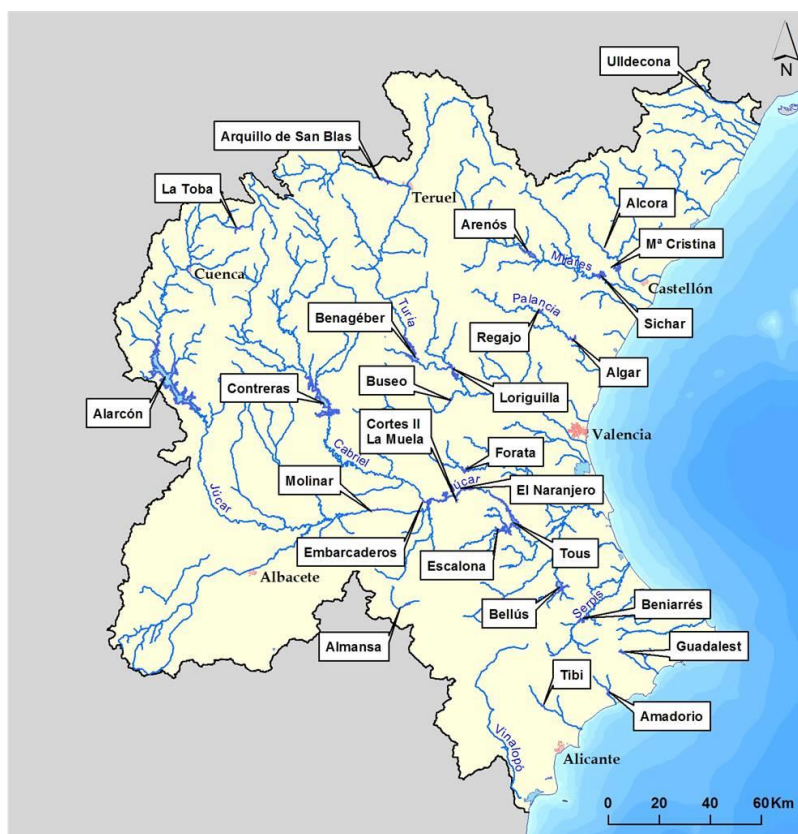 N
Ulldecona
Arquillo de San Blas
Teruel
La Toba
Alcora
Arenós
Mª Cristina
Mijares
Cuenca
Castellón
Palancia
Sichar
Turia
Benagéber
Regajo
Algar
Buseo
Loriguilla
Contreras
Alarcón
Cortes II
La Muela
Valencia
Cabriel
Forata
Júcar
El Naranjero
Molinar
Júcar
Embarcaderos
Escalona
Tous
Albacete
Bellús
Serpis
Beniarrés
Almansa
Guadalest
Tibi
Amadorio
Vinalopó
Alicante
0 20 40 60 Km